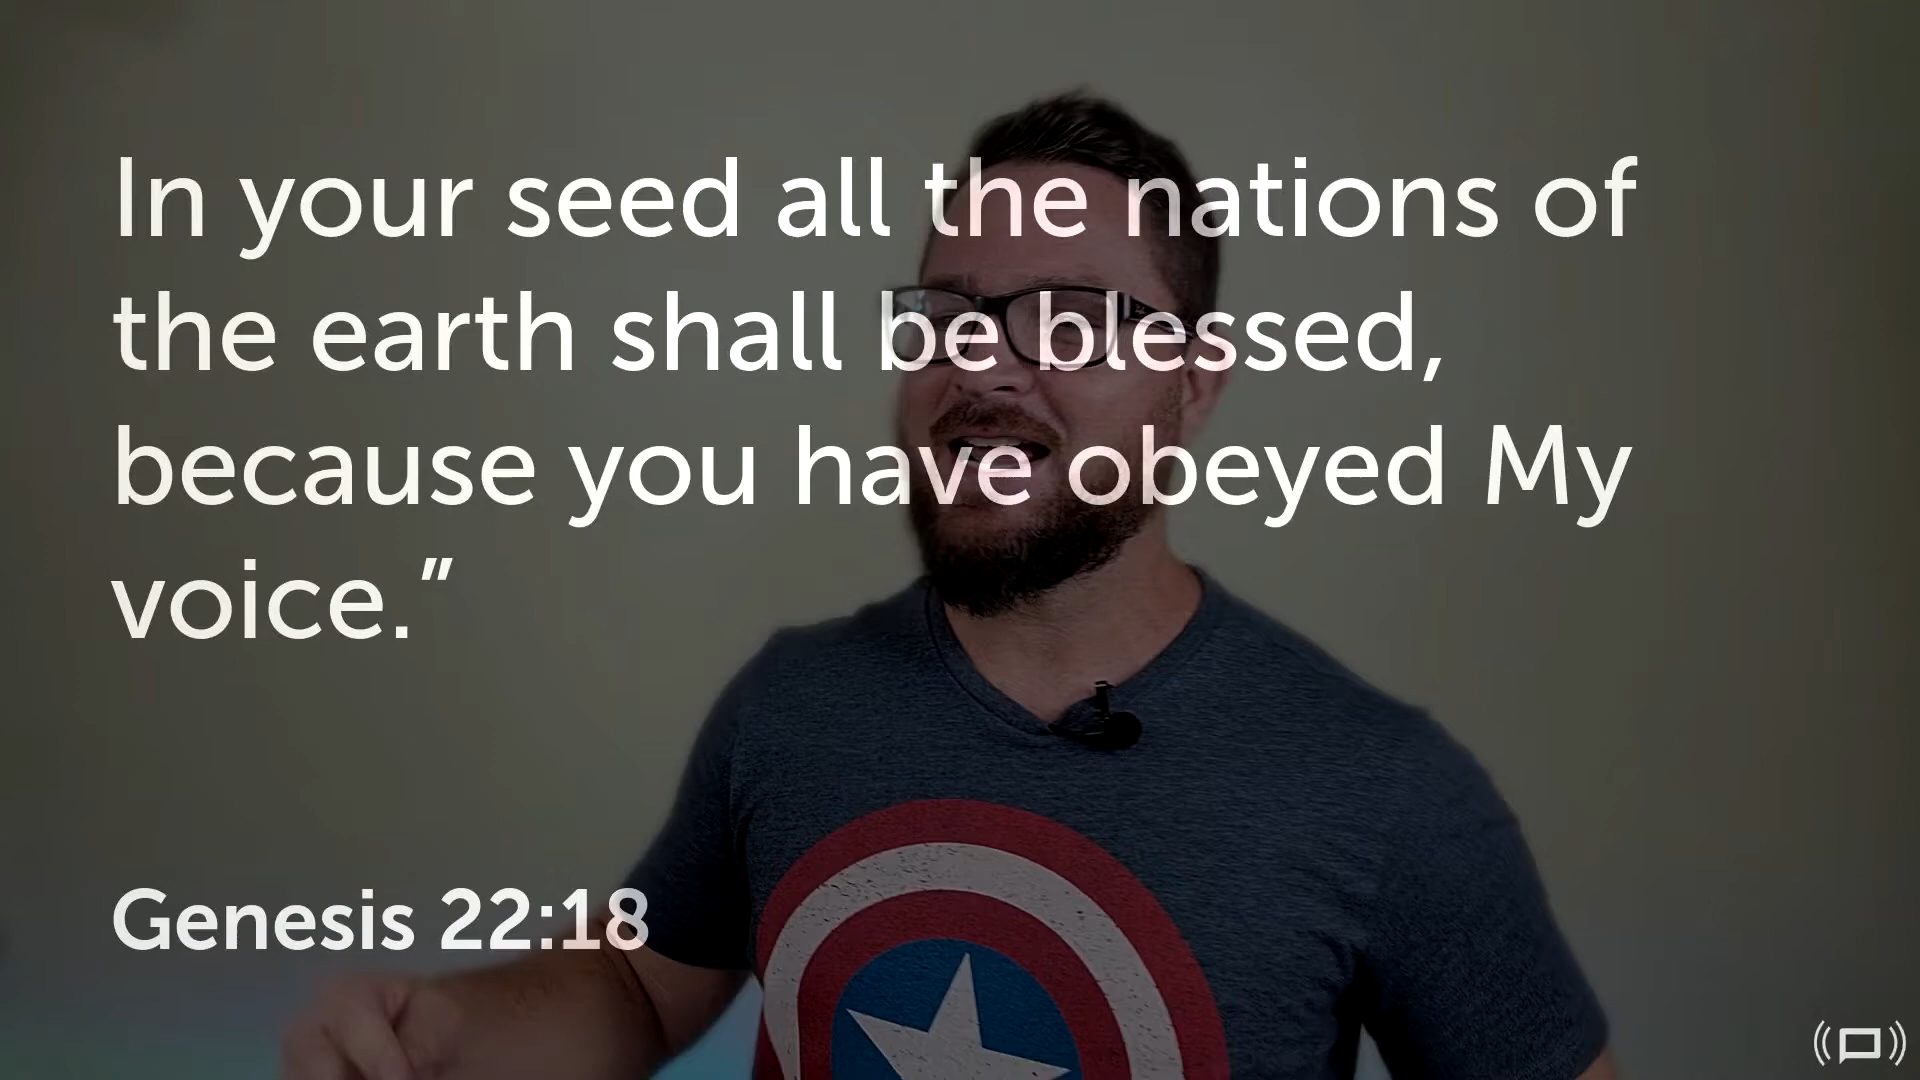 In your seed all the nations of
the earth shall be blessed,
because you have obeyed My
voice.”
Genesis 22:18